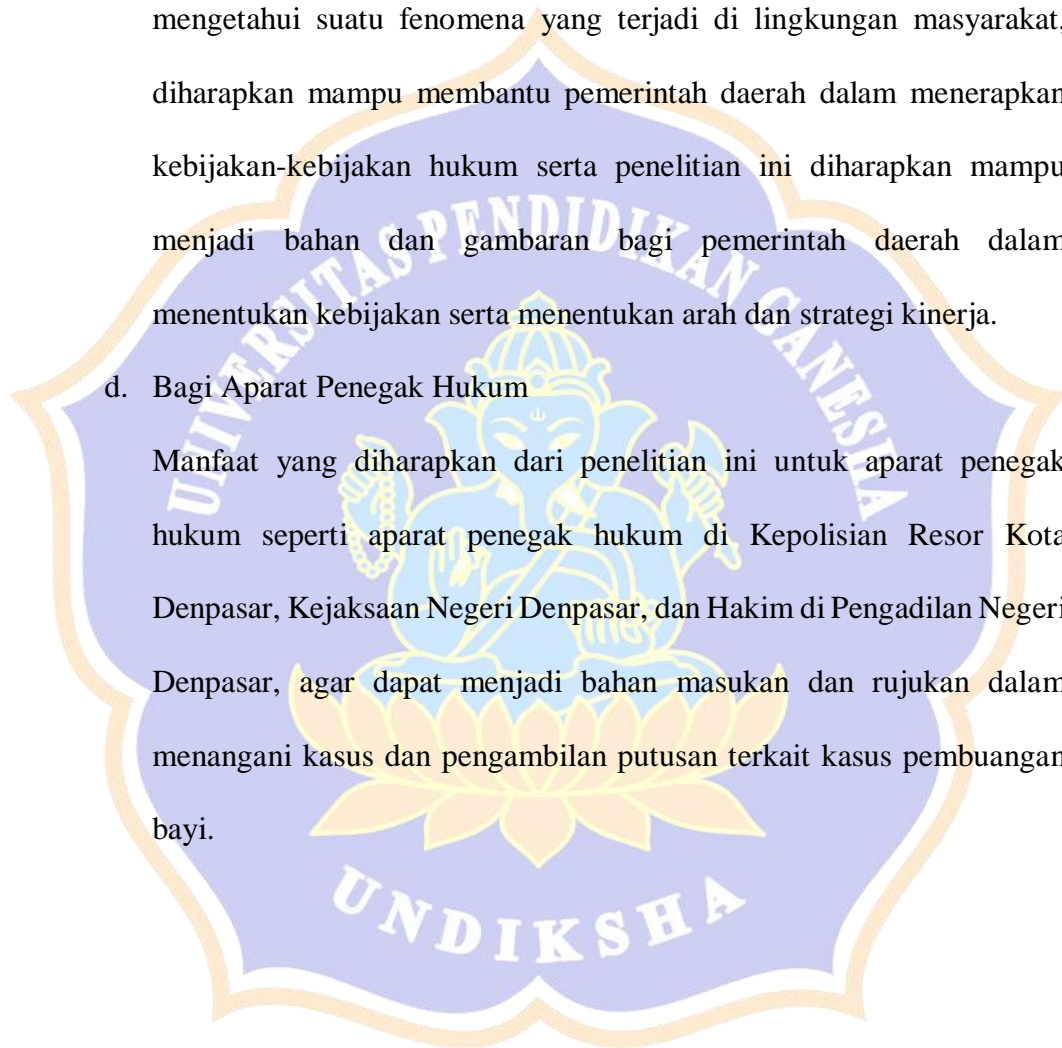 mengetahui suatu fenomena yang terjadi di lingkungan masyarakat,
diharapkan mampu membantu pemerintah daerah dalam menerapkan
kebijakan-kebijakan hukum serta penelitian ini diharapkan mampu
menjadi bahan dan gambaran bagi pemerintah daerah dalam
menentukan kebijakan serta menentukan arah dan strategi kinerja.
d. Bagi Aparat Penegak Hukum
Manfaat yang diharapkan dari penelitian ini untuk aparat penegak
hukum seperti aparat penegak hukum di Kepolisian Resor Kota
Denpasar, Kejaksaan Negeri Denpasar, dan Hakim di Pengadilan Negeri
Denpasar, agar dapat menjadi bahan masukan dan rujukan dalam
menangani kasus dan pengambilan putusan terkait kasus pembuangan
bayi.
UNIVERSITAS PENDIDIKAN GANESHA
UNDIKSHA